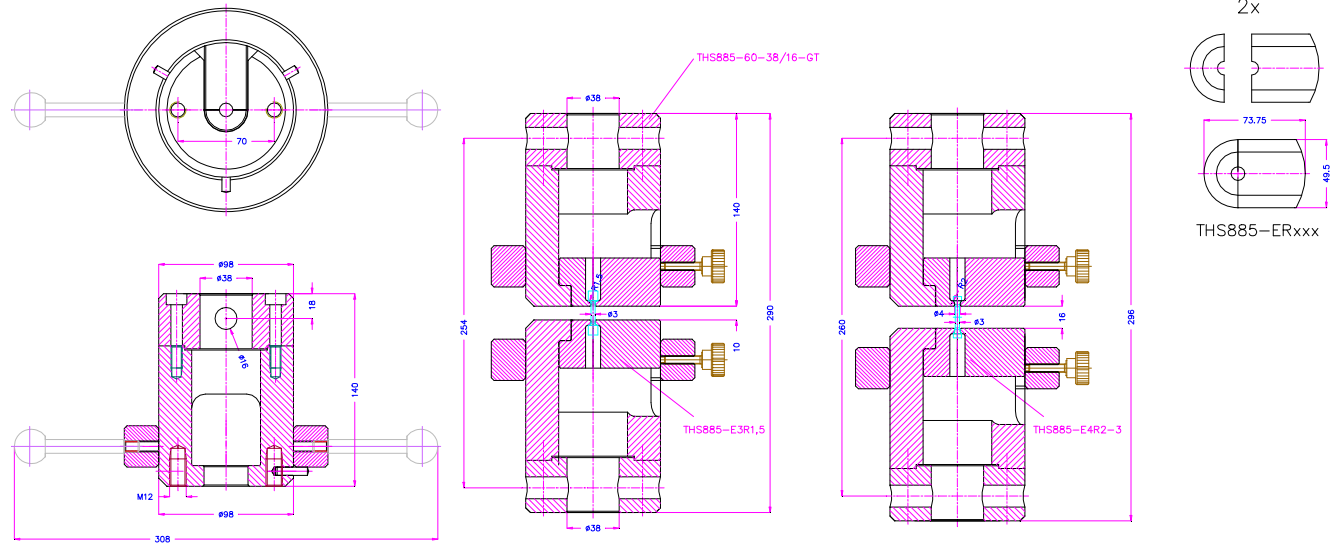 2x
THS885-60-38/16-GT
ø38
70
73.75
49.5
THS885-ERxxx
140
254
290
R1,5
ø3
10
260
296
R2
ø4
ø3
16
ø98
ø38
18
ø16
140
M12
ø98
308
THS885-E3R1,5
THS885-E4R2-3
ø38